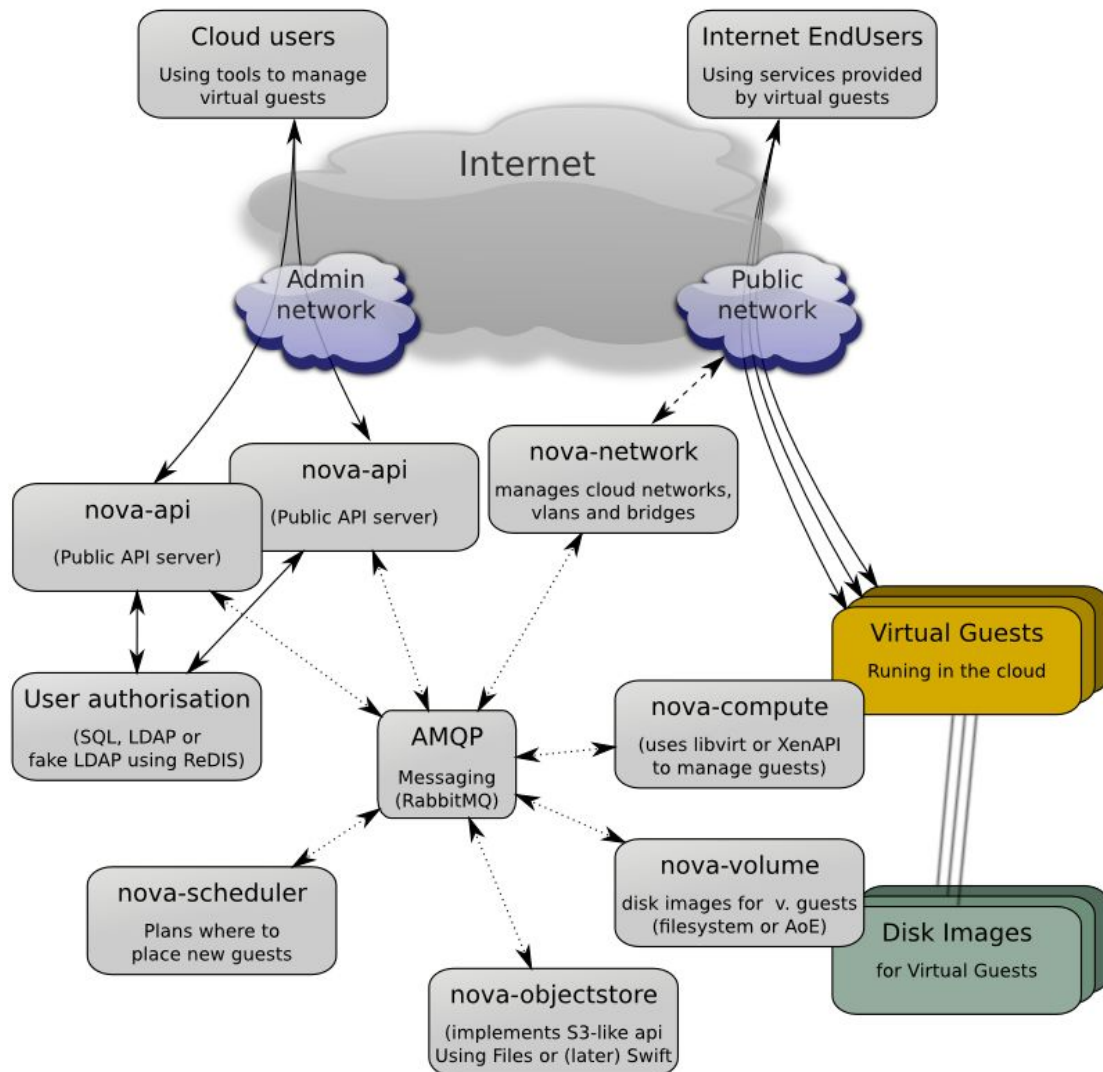 Cloud users
Using tools to manage
virtual guests
Internet EndUsers
Using services provided
by virtual guests
Internet
Admin
network
Public
network
nova-api
(Public API server)
nova-api
(Public API server)
nova-network
manages cloud networks,
vlans and bridges
Virtual Guests
Runing in the cloud
User authorisation
(SQL, LDAP or
fake LDAP using ReDIS)
AMQP
Messaging
(RabbitMQ)
nova-compute
(uses libvirt or XenAPI
to manage guests)
nova-scheduler
Plans where to
place new guests
nova-volume
disk images for v. guests
(filesystem or AoE)
Disk Images
for Virtual Guests
nova-objectstore
(implements S3-like api
Using Files or (later) Swift